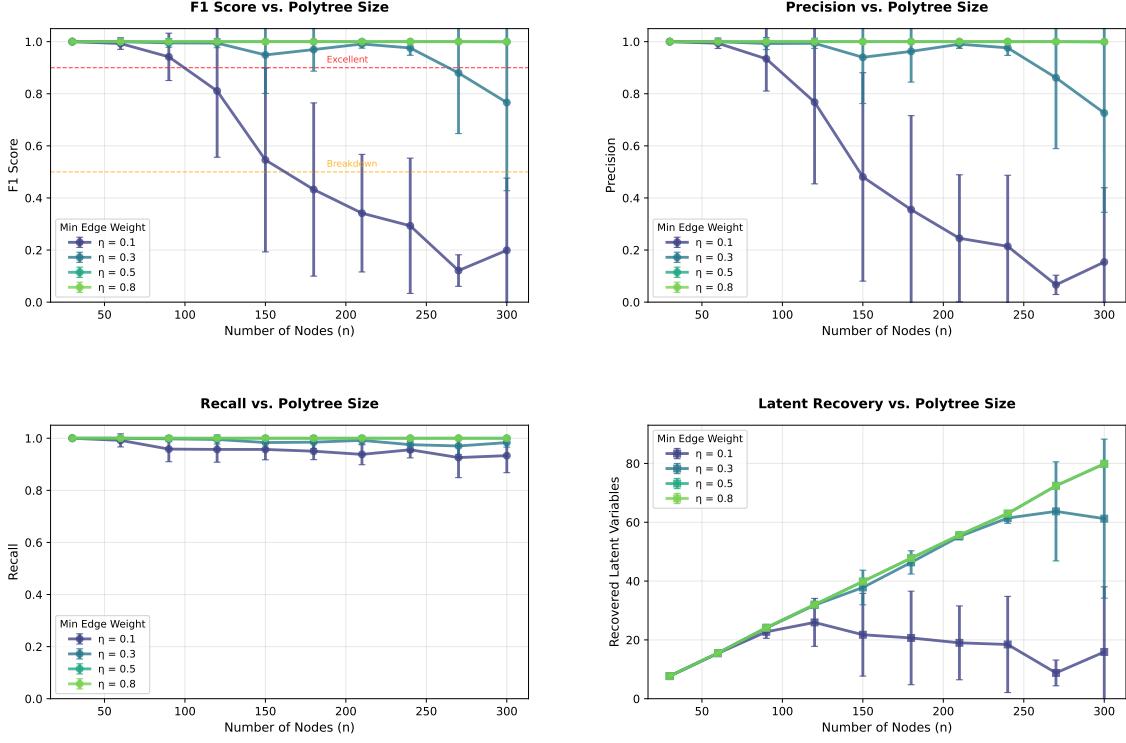 F1 Score vs. Polytree Size
F1 Score
1.0
0.8
0.6
0.4
0.2
0.0
Excellent
Breakdown
Min Edge Weight
η = 0.1
η = 0.3
η = 0.5
η = 0.8
50 100 150 200 250 300
Number of Nodes (n)
Precision vs. Polytree Size
Precision
1.0
0.8
0.6
0.4
0.2
0.0
Min Edge Weight
η = 0.1
η = 0.3
η = 0.5
η = 0.8
50 100 150 200 250 300
Number of Nodes (n)
Recall vs. Polytree Size
Recall
1.0
0.8
0.6
0.4
0.2
0.0
Min Edge Weight
η = 0.1
η = 0.3
η = 0.5
η = 0.8
50 100 150 200 250 300
Number of Nodes (n)
Latent Recovery vs. Polytree Size
Recovered Latent Variables
80
60
40
20
0
Min Edge Weight
η = 0.1
η = 0.3
η = 0.5
η = 0.8
50 100 150 200 250 300
Number of Nodes (n)